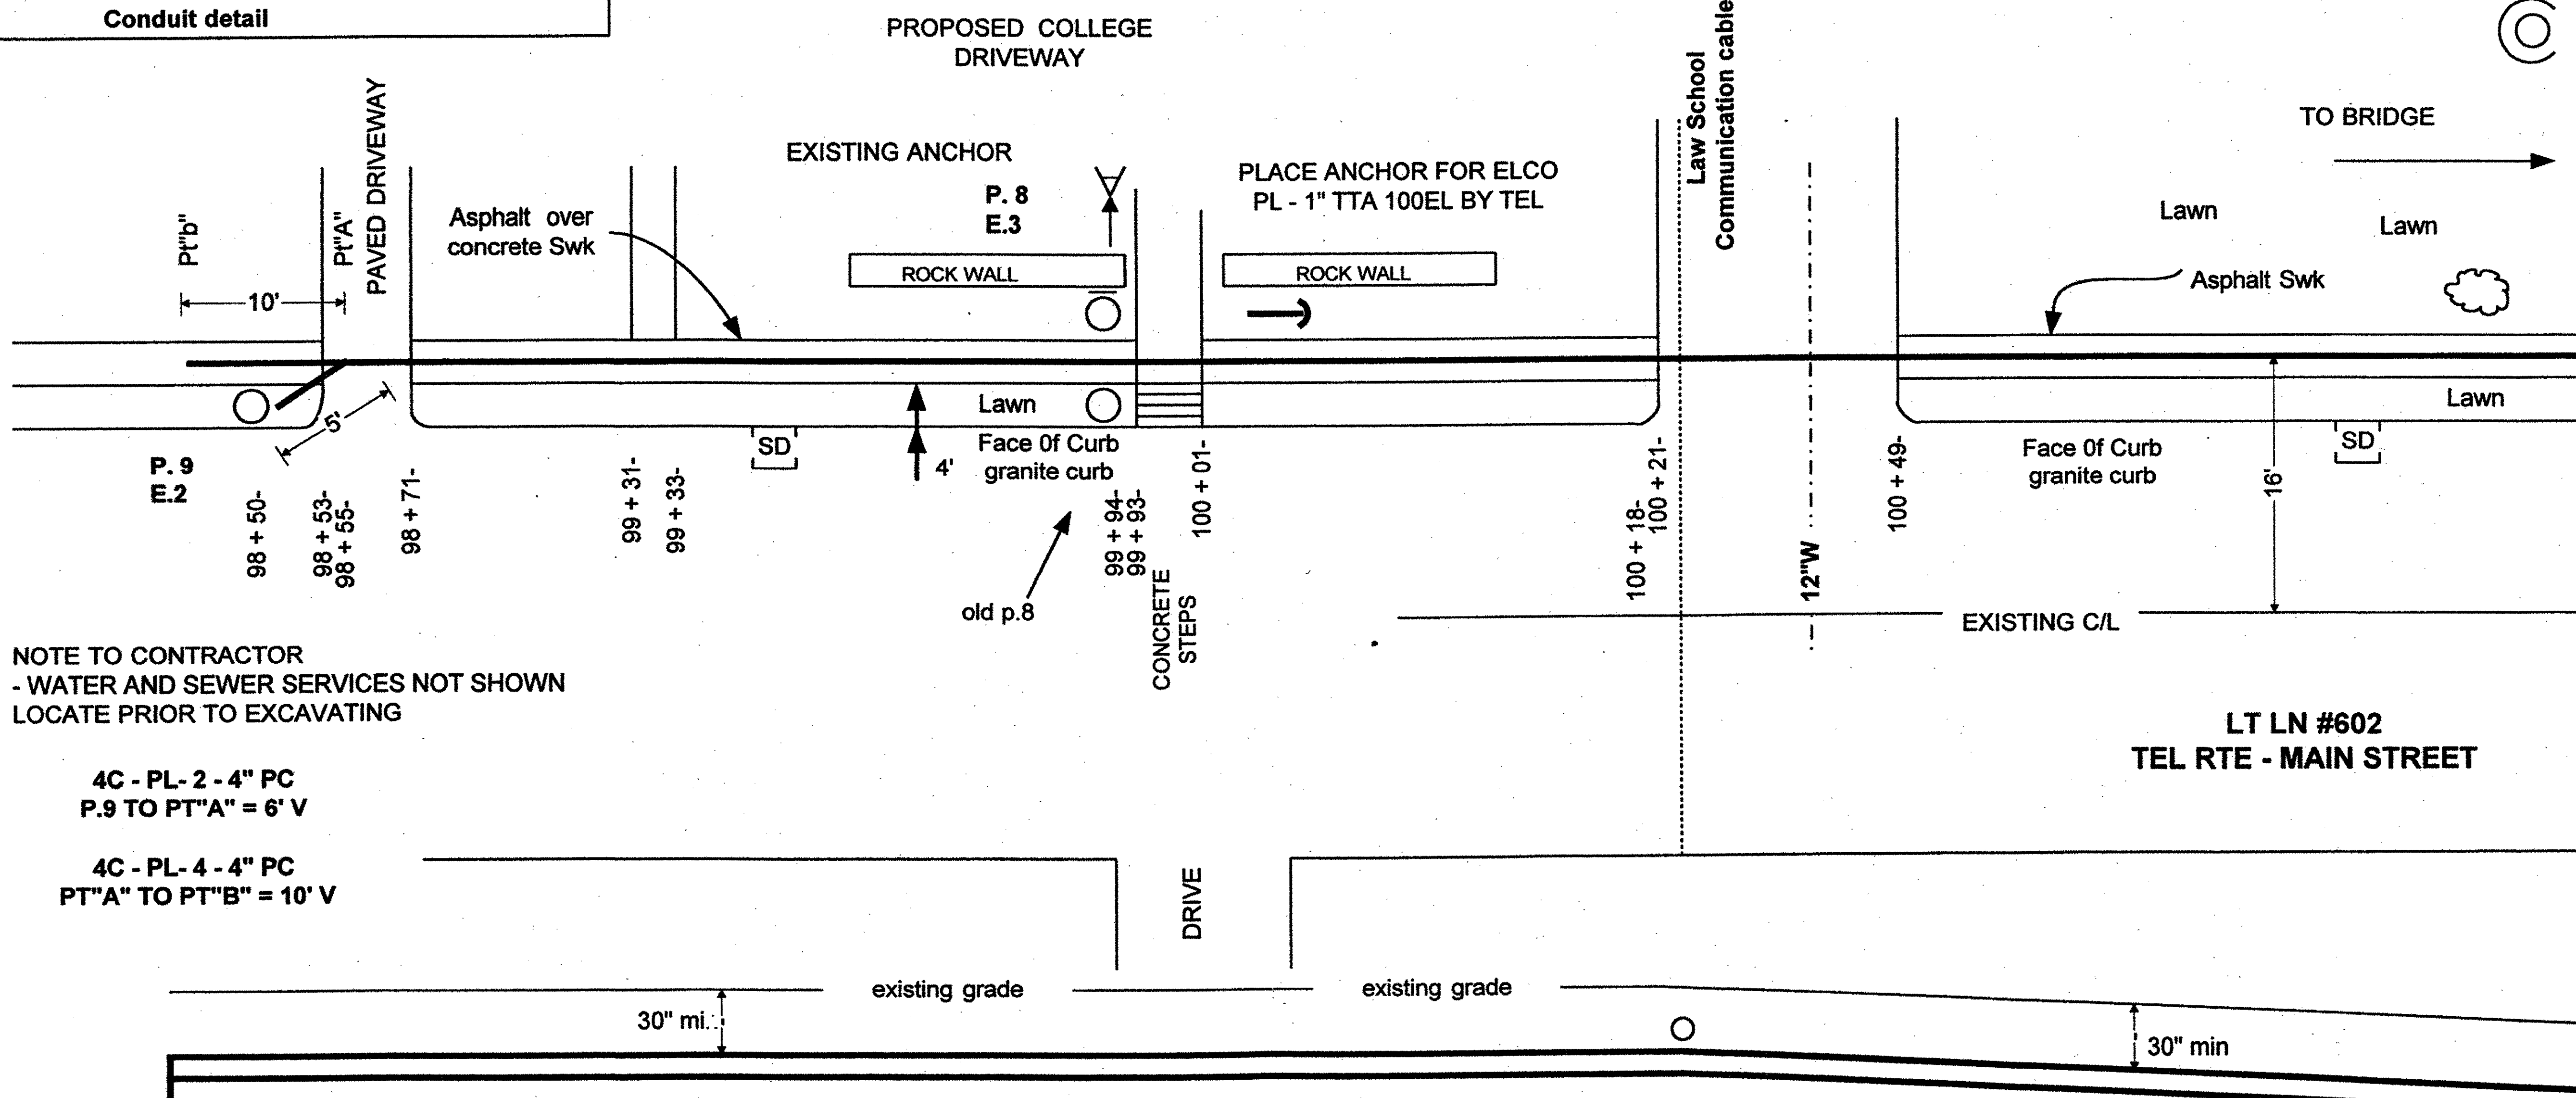 Conduit detail
PROPOSED COLLEGE
DRIVEWAY
Law School
Communication cable
TO BRIDGE
PAVED DRIVEWAY
Pt"b"
Pt"A"
10'
EXISTING ANCHOR
P. 8
E.3
PLACE ANCHOR FOR ELCO
PL - 1" TTA 100EL BY TEL
Asphalt over
concrete Swk
ROCK WALL
ROCK WALL
Lawn
Lawn
Asphalt Swk
5'
Lawn
Lawn
SD
4'
Face 0f Curb
granite curb
Face 0f Curb
granite curb
SD
16'
P. 9
E.2
98 + 50-
98 + 53-
98 + 55-
98 + 71-
99 + 31-
99 + 33-
99 + 94-
99 + 93-
100 + 01-
100 + 18-
100 + 21-
100 + 49-
12"W
old p.8
CONCRETE
STEPS
EXISTING C/L
NOTE TO CONTRACTOR
- WATER AND SEWER SERVICES NOT SHOWN
LOCATE PRIOR TO EXCAVATING
LT LN #602
TEL RTE - MAIN STREET
4C - PL- 2 - 4" PC
P.9 TO PT"A" = 6' V
4C - PL- 4 - 4" PC
PT"A" TO PT"B" = 10' V
DRIVE
existing grade
existing grade
30" mi
30" min